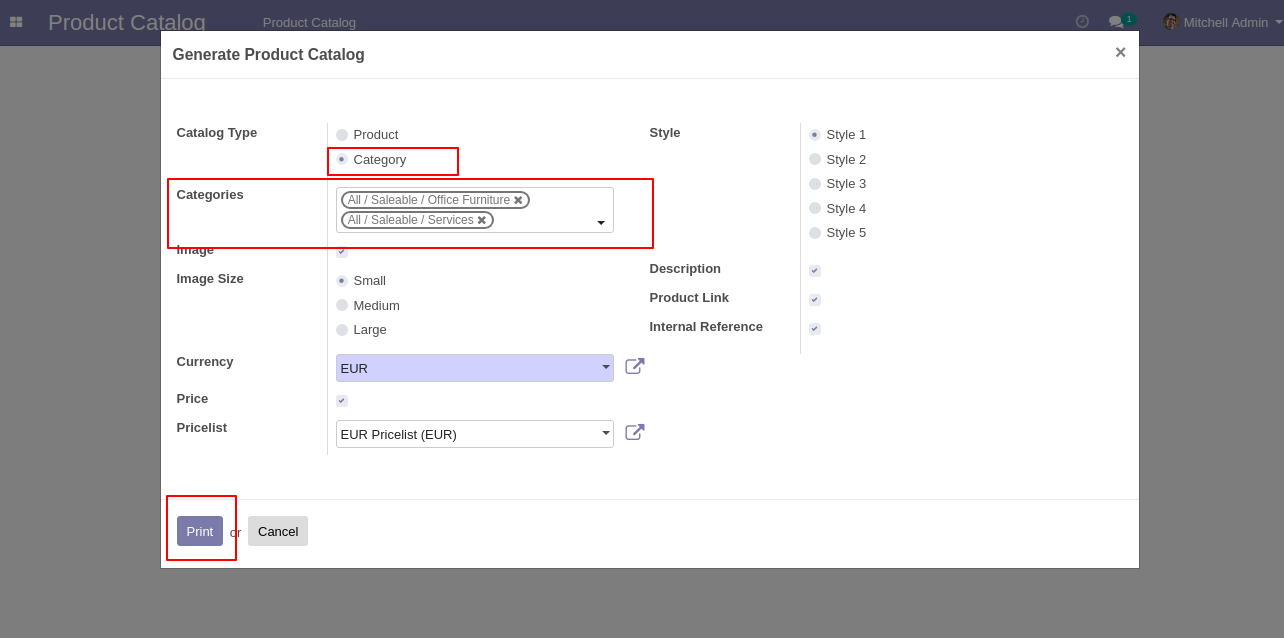 Product Catalog
Product Catalog
1
Mitchell Admin
Generate Product Catalog
×
Catalog Type
Product
Category
Categories
All / Saleable / Office Furniture ✖
All / Saleable / Services ✖
Image
Image Size
Small
Medium
Large
Currency
EUR
Price
Pricelist
EUR Pricelist (EUR)
Style
Style 1
Style 2
Style 3
Style 4
Style 5
Description
Product Link
Internal Reference
Print or Cancel